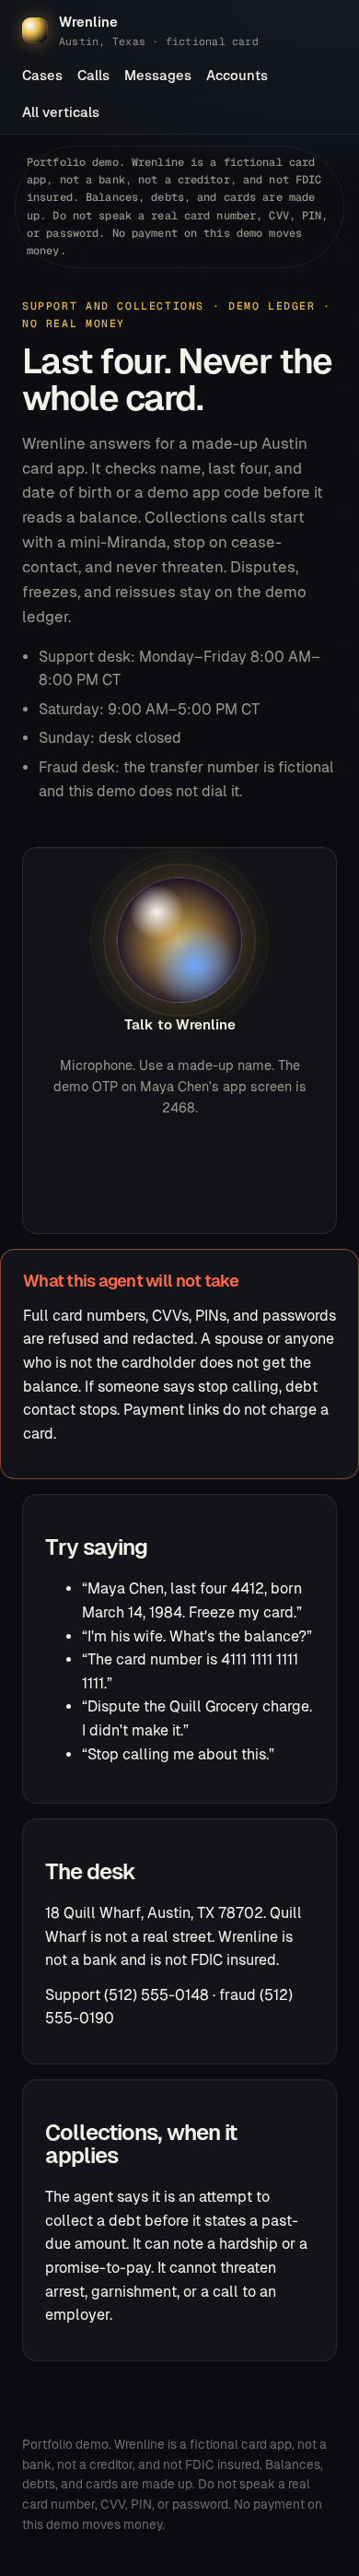 Wrenline
Austin, Texas · fictional card
Cases Calls Messages Accounts
All verticals
Portfolio demo. Wrenline is a fictional card
app, not a bank, not a creditor, and not FDIC
insured. Balances, debts, and cards are made
up. Do not speak a real card number, CVV, PIN,
or password. No payment on this demo moves
money.
SUPPORT AND COLLECTIONS · DEMO LEDGER ·
NO REAL MONEY
Last four. Never the
whole card.
Wrenline answers for a made-up Austin
card app. It checks name, last four, and
date of birth or a demo app code before it
reads a balance. Collections calls start
with a mini-Miranda, stop on cease-
contact, and never threaten. Disputes,
freezes, and reissues stay on the demo
ledger.
• Support desk: Monday–Friday 8:00 AM–
8:00 PM CT
• Saturday: 9:00 AM–5:00 PM CT
• Sunday: desk closed
• Fraud desk: the transfer number is fictional
and this demo does not dial it.
Talk to Wrenline
Microphone. Use a made-up name. The
demo OTP on Maya Chen's app screen is
2468.
What this agent will not take
Full card numbers, CVVs, PINs, and passwords
are refused and redacted. A spouse or anyone
who is not the cardholder does not get the
balance. If someone says stop calling, debt
contact stops. Payment links do not charge a
card.
Try saying
• “Maya Chen, last four 4412, born
March 14, 1984. Freeze my card.”
• “I'm his wife. What's the balance?”
• “The card number is 4111 1111 1111
1111.”
• “Dispute the Quill Grocery charge.
I didn't make it.”
• “Stop calling me about this.”
The desk
18 Quill Wharf, Austin, TX 78702. Quill
Wharf is not a real street. Wrenline is
not a bank and is not FDIC insured.
Support (512) 555-0148 · fraud (512)
555-0190
Collections, when it
applies
The agent says it is an attempt to
collect a debt before it states a past-
due amount. It can note a hardship or a
promise-to-pay. It cannot threaten
arrest, garnishment, or a call to an
employer.
Portfolio demo. Wrenline is a fictional card app, not a
bank, not a creditor, and not FDIC insured. Balances,
debts, and cards are made up. Do not speak a real
card number, CVV, PIN, or password. No payment on
this demo moves money.